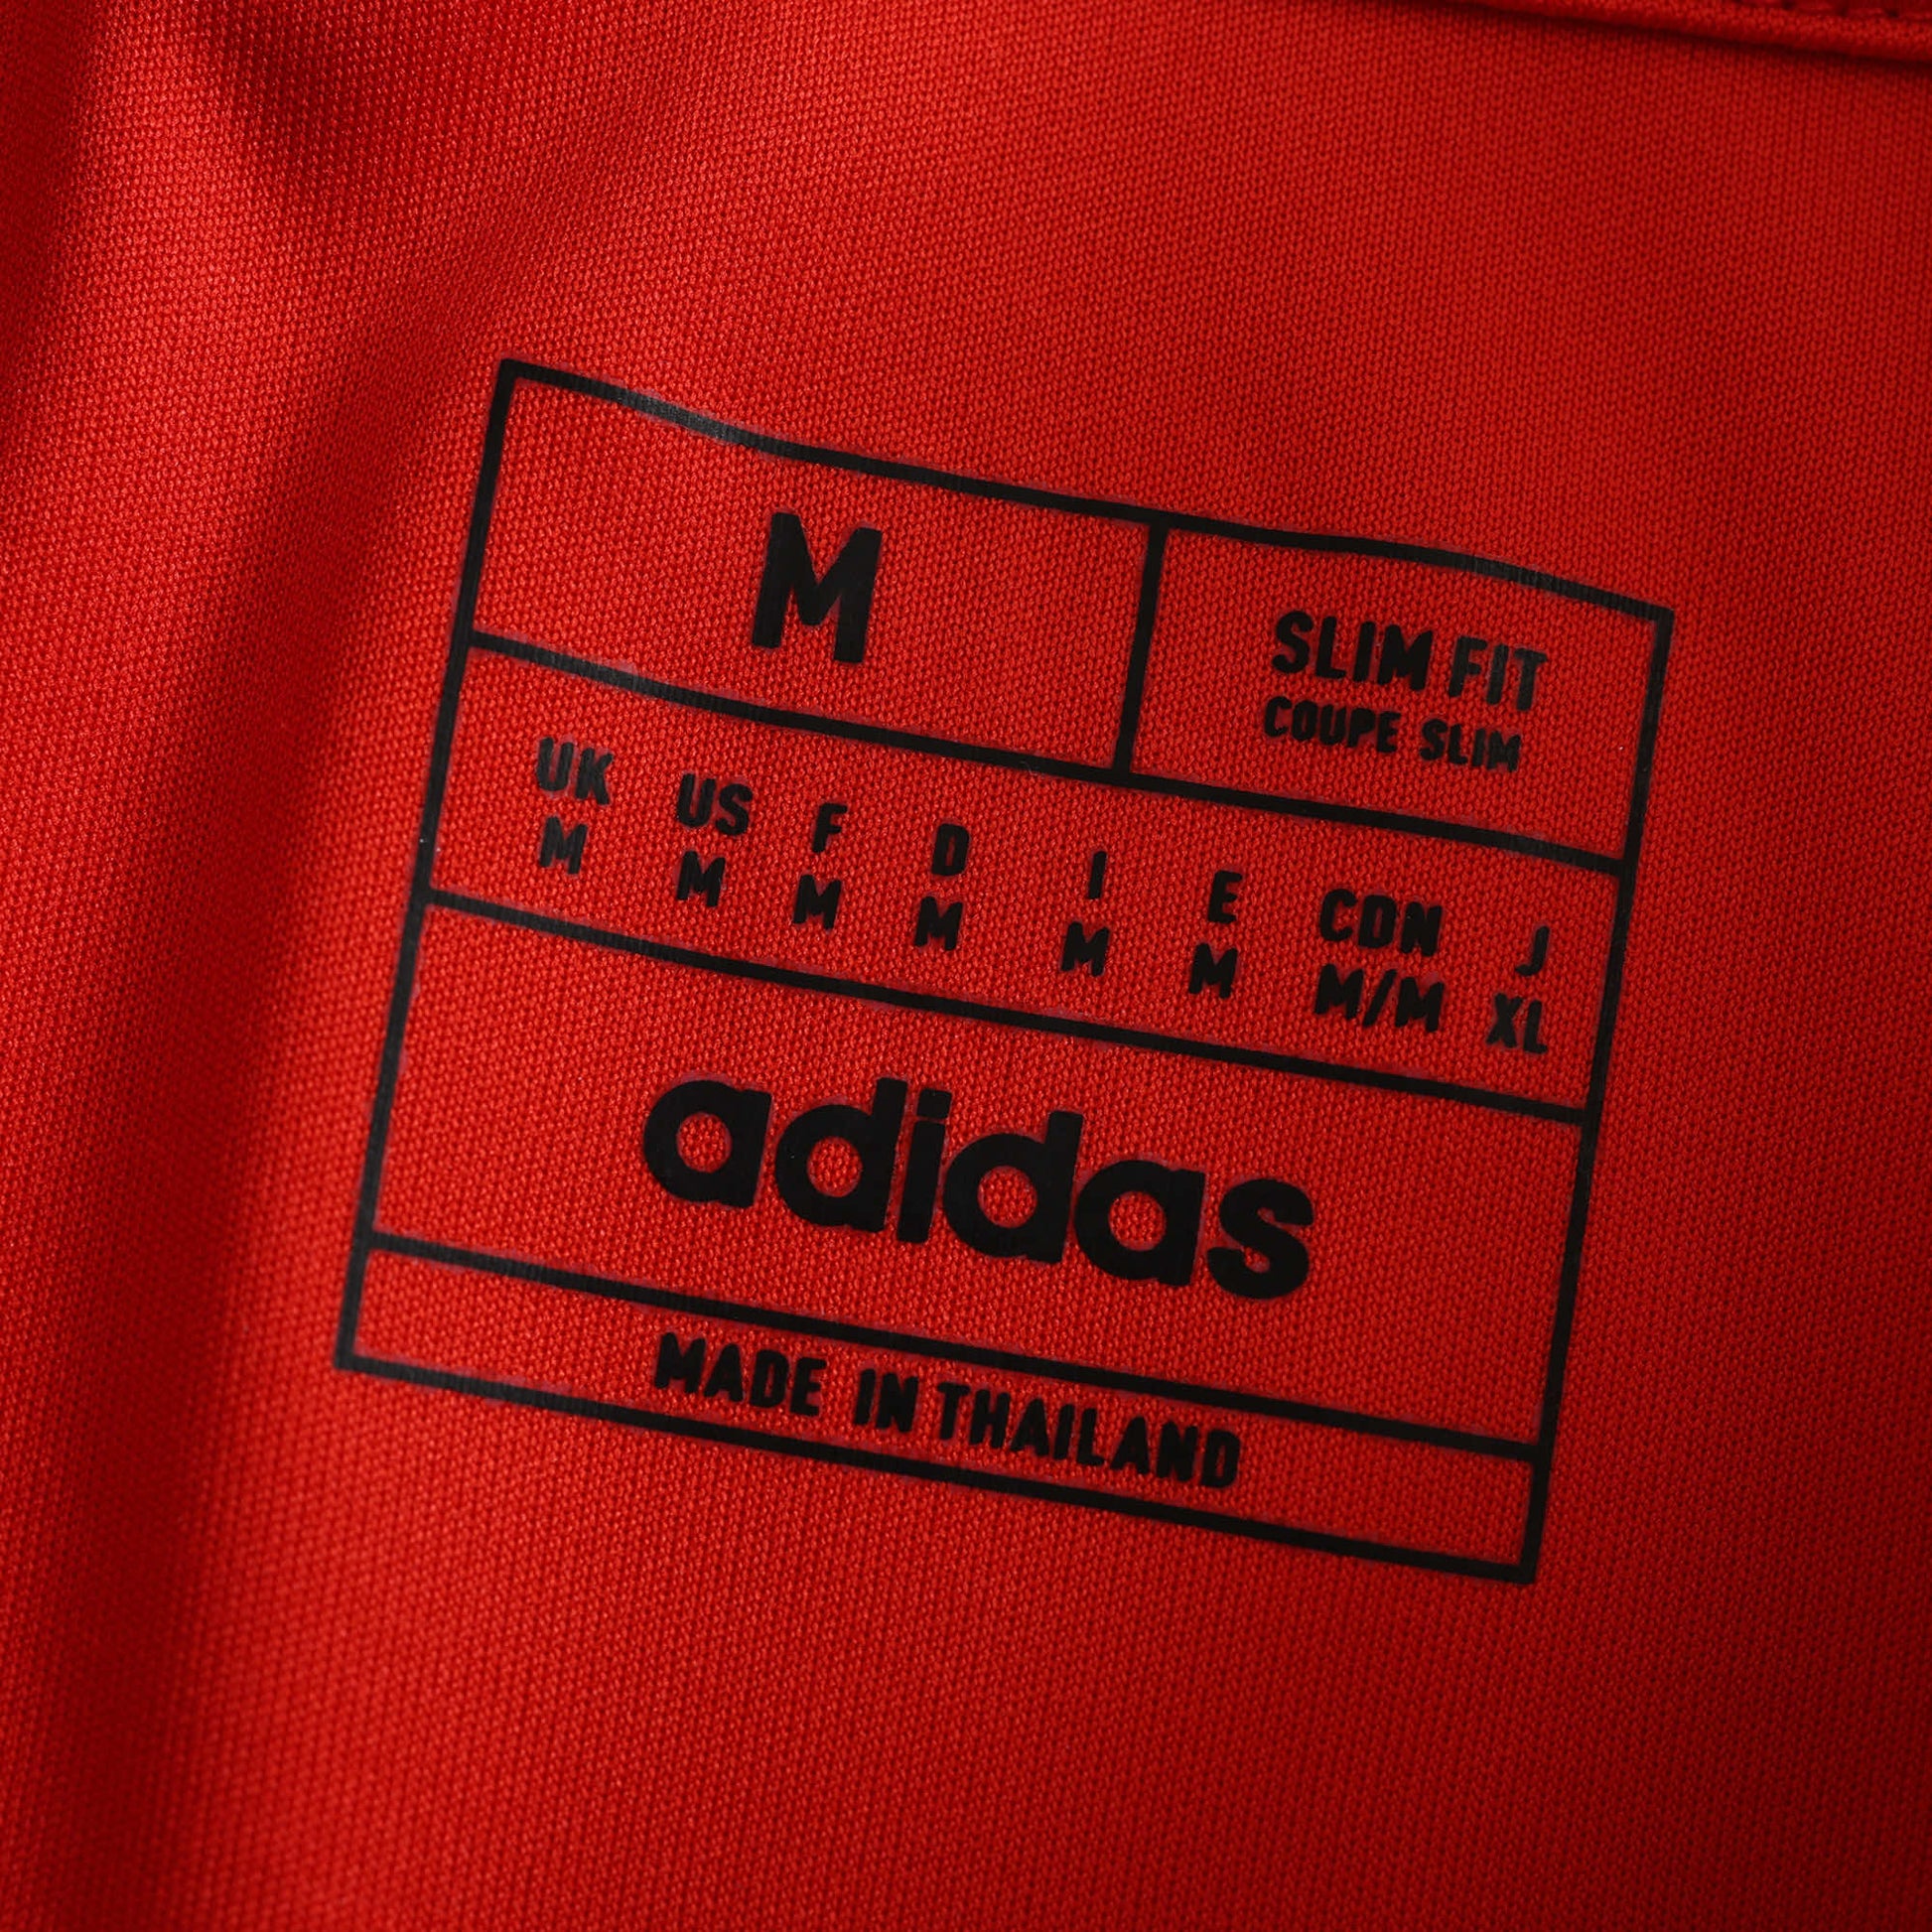 M
SLIM FIT
COUPE SLIM
UK US F D I E CDN J
M M M M M M M/M XL
adidas
MADE IN THAILAND